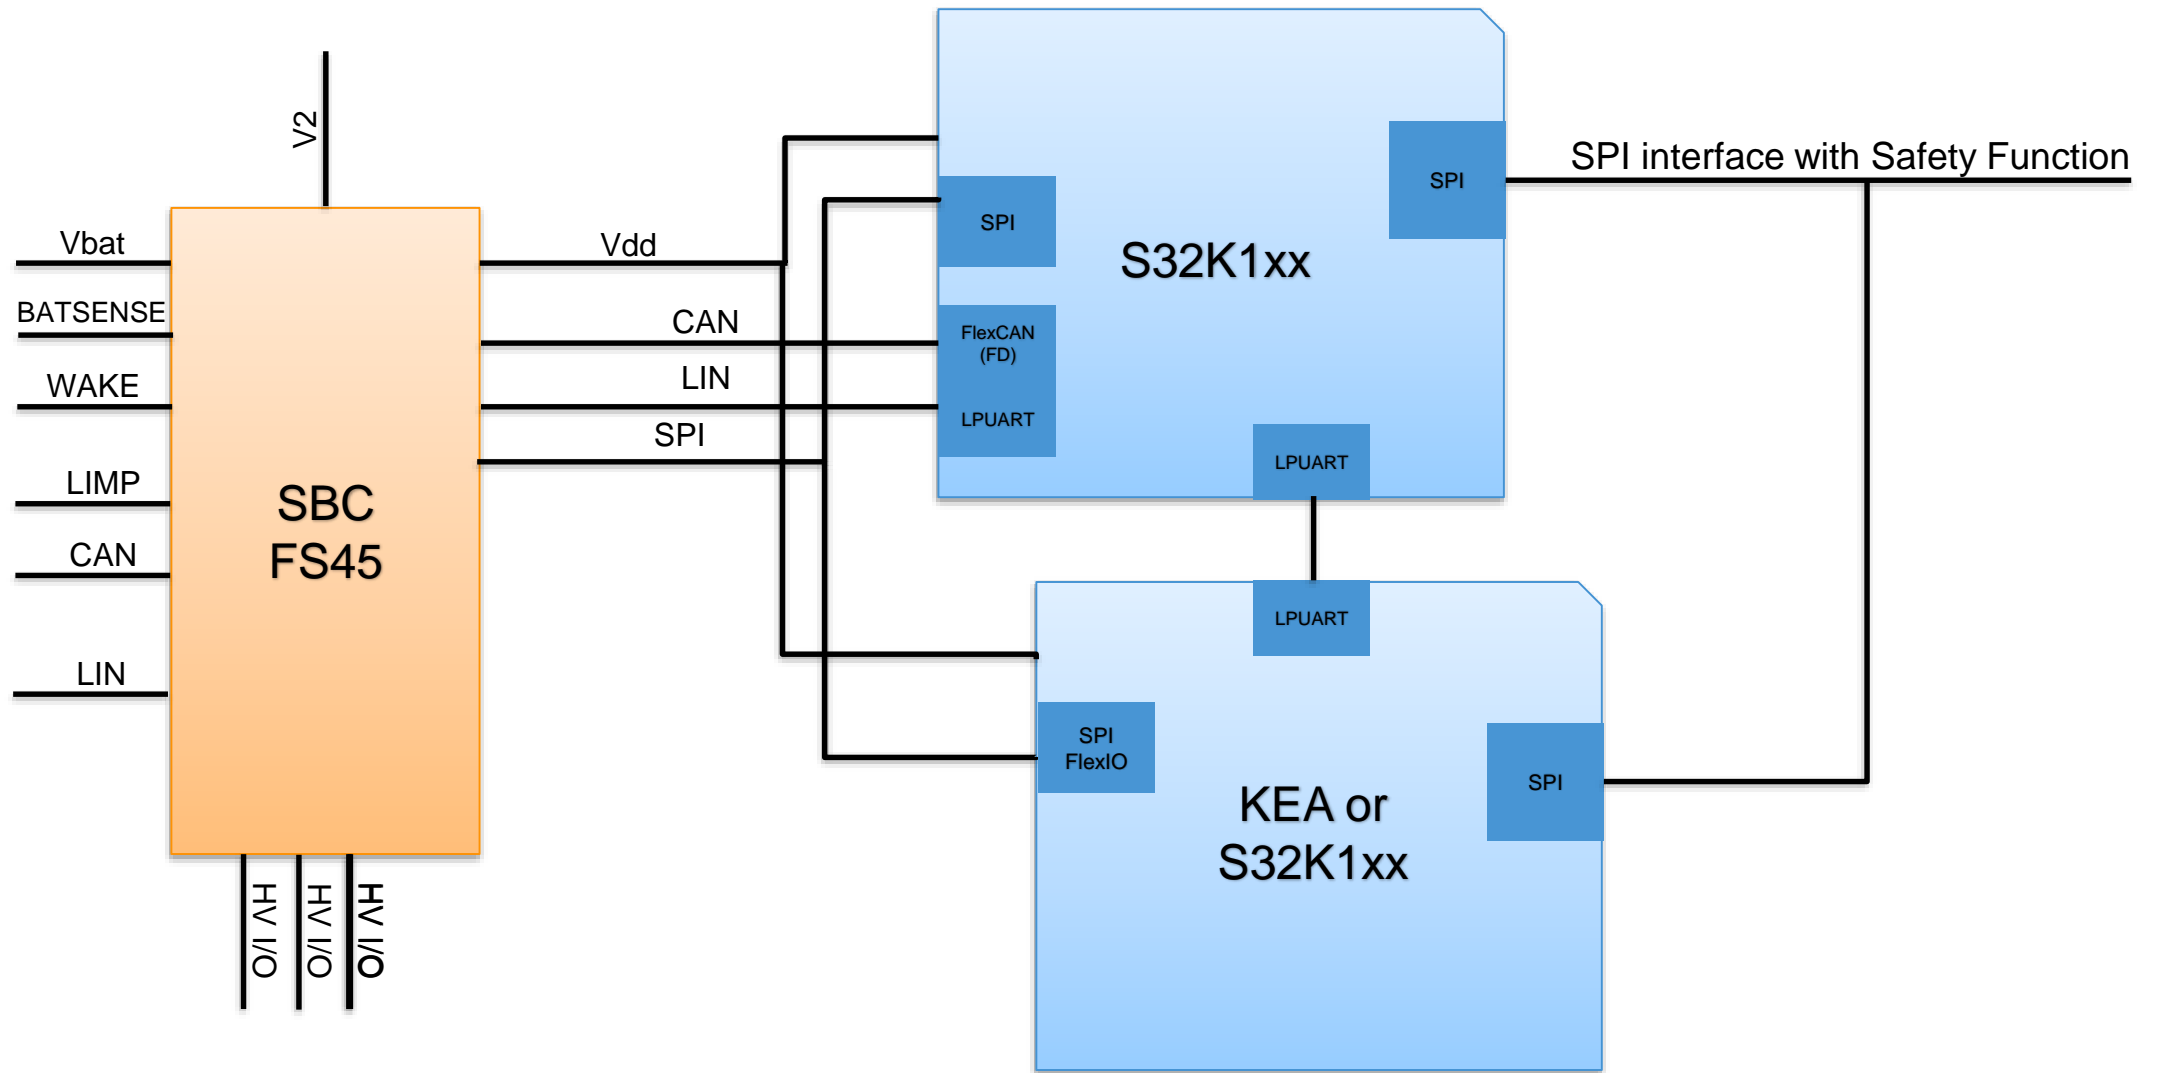 V2
Vbat
BATSENSE
WAKE
LIMP
CAN
LIN
SBC
FS45
HV I/O
HV I/O
HV I/O
Vdd
CAN
LIN
SPI
SPI
FlexCAN
(FD)
LPUART
S32K1xx
SPI
LPUART
SPI interface with Safety Function
LPUART
SPI
FlexIO
KEA or
S32K1xx
SPI